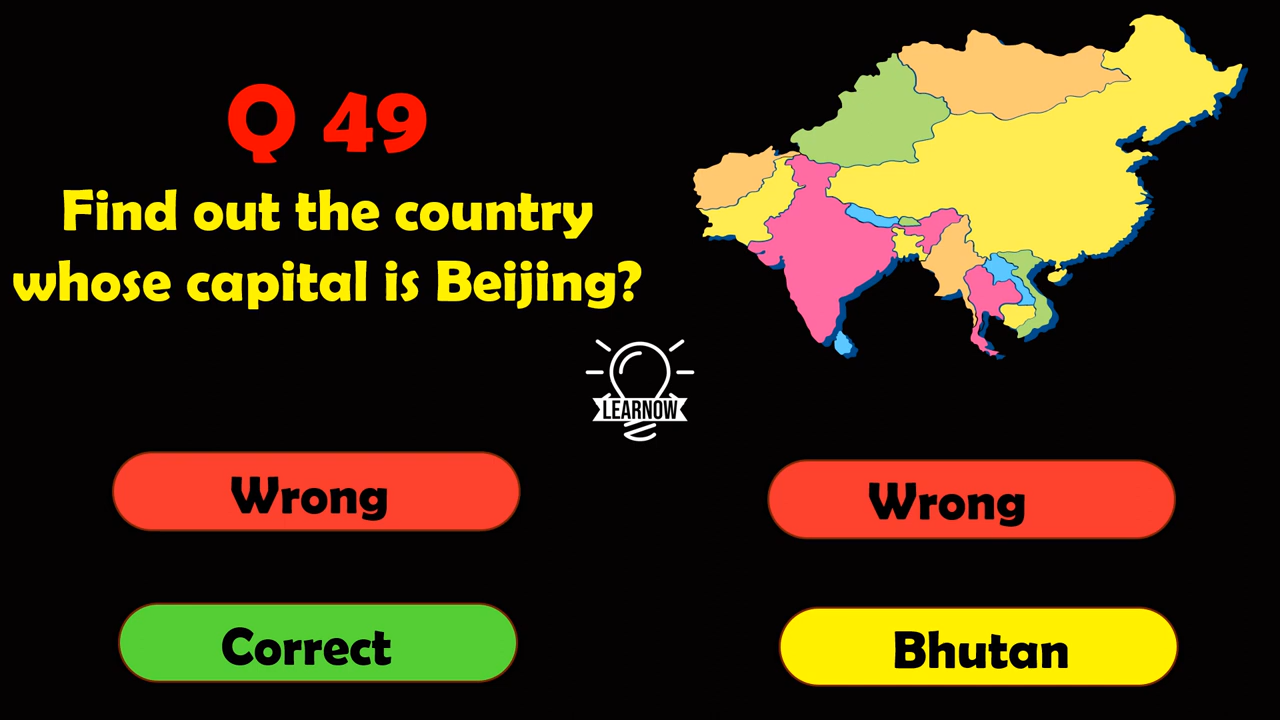 Q 49
Find out the country
whose capital is Beijing?
LEARNOW
Wrong
Wrong
Correct
Bhutan